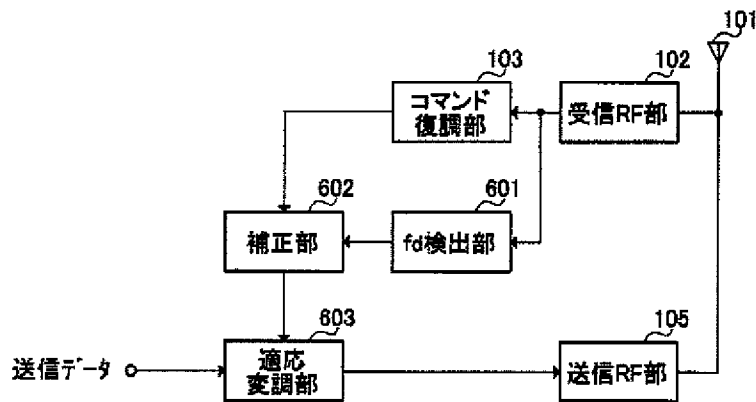 101
103
102
コマンド
復調部
受信RF部
602
601
補正部
fd検出部
603
105
送信データ
適応
変調部
送信RF部